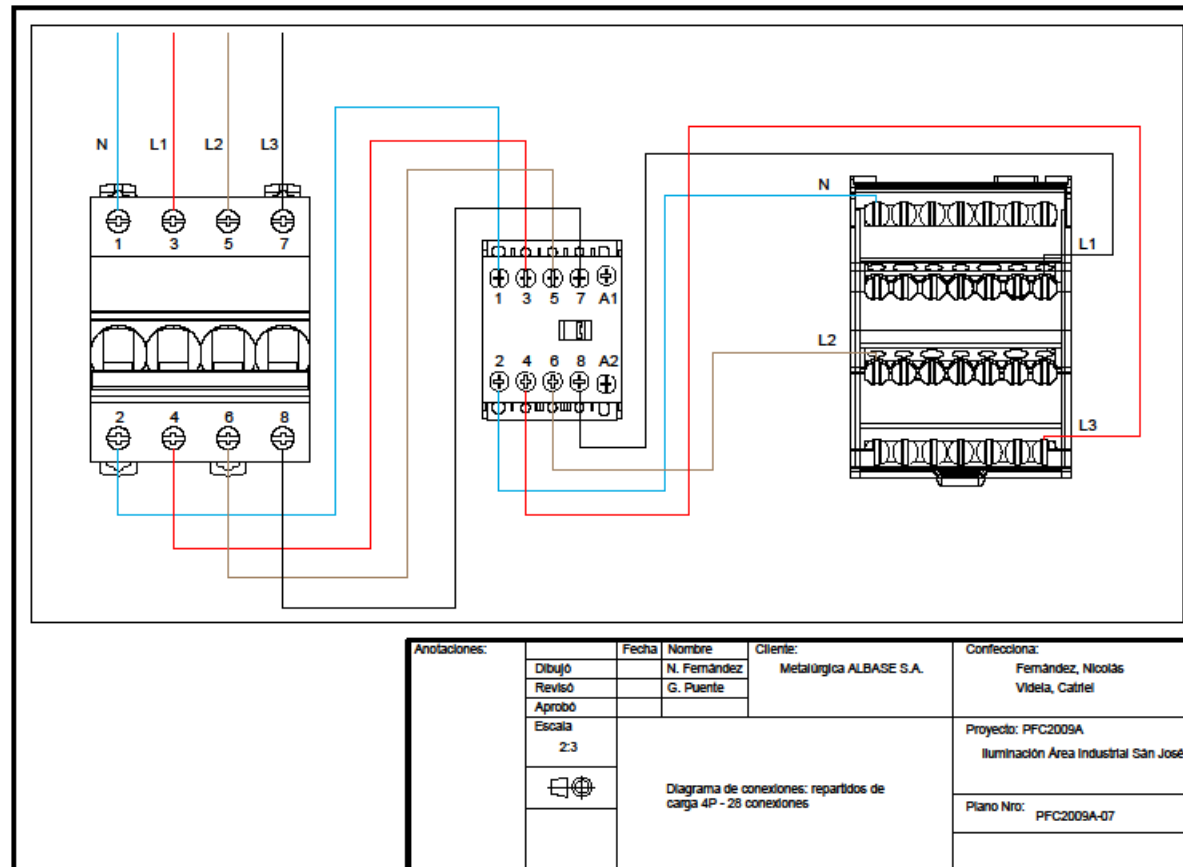 N L1 L2 L3
1 3 5 7
2 4 6 8
1 3 5 7 A1
2 4 6 8 A2
N
L1
L2
L3
Anotaciones:
Fecha Nombre
Dibujó N. Fernández
Revisó G. Puente
Aprobó
Cliente:
Metalúrgica ALBASE S.A.
Confecciona:
Fernández, Nicolás
Videla, Catriel
Escala
2:3
Diagrama de conexiones: repartidos de
carga 4P - 28 conexiones
Proyecto: PFC2009A
Iluminación Área Industrial Sán José
Plano Nro: PFC2009A-07